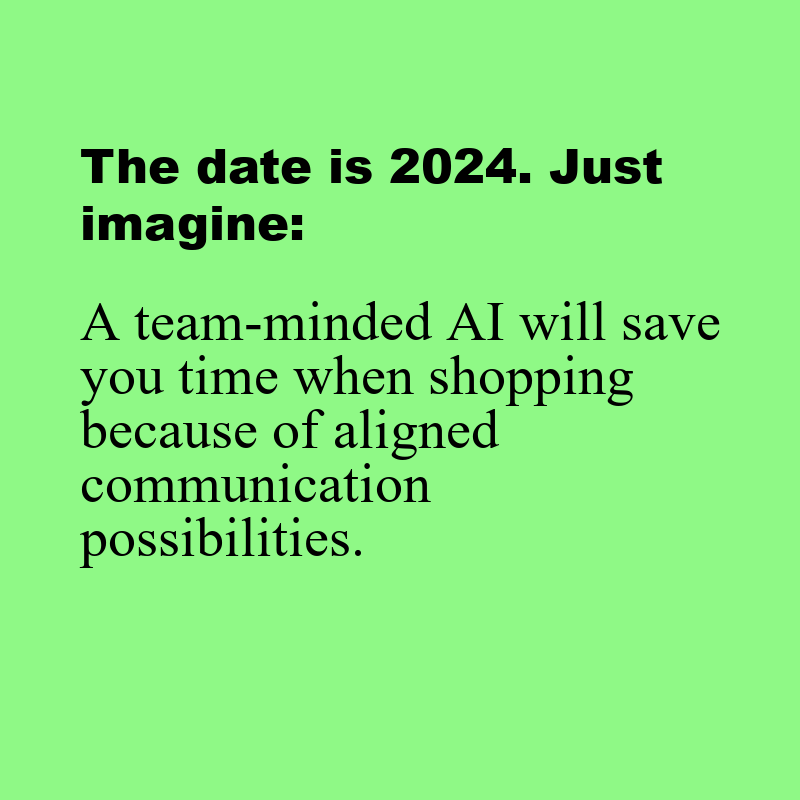 The date is 2024. Just
imagine:
A team-minded AI will save
you time when shopping
because of aligned
communication
possibilities.